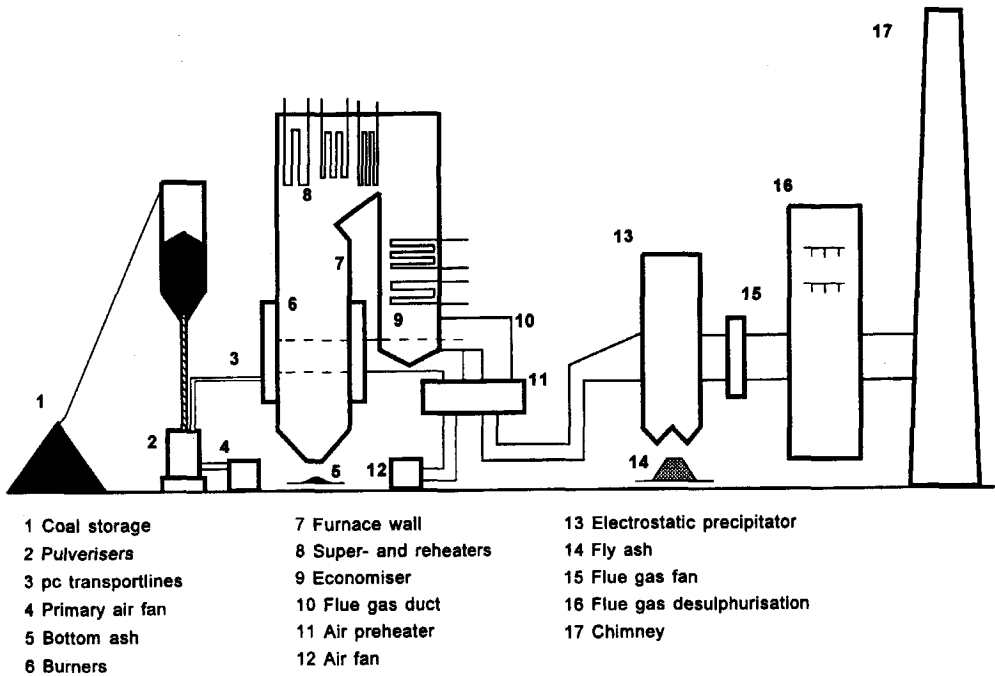 17
16
8
13
7
15
6
9
10
3
11
1
2
4
5
12
14
1 Coal storage
2 Pulverisers
3 pc transportlines
4 Primary air fan
5 Bottom ash
6 Burners
7 Furnace wall
8 Super- and reheaters
9 Economiser
10 Flue gas duct
11 Air preheater
12 Air fan
13 Electrostatic precipitator
14 Fly ash
15 Flue gas fan
16 Flue gas desulphurisation
17 Chimney